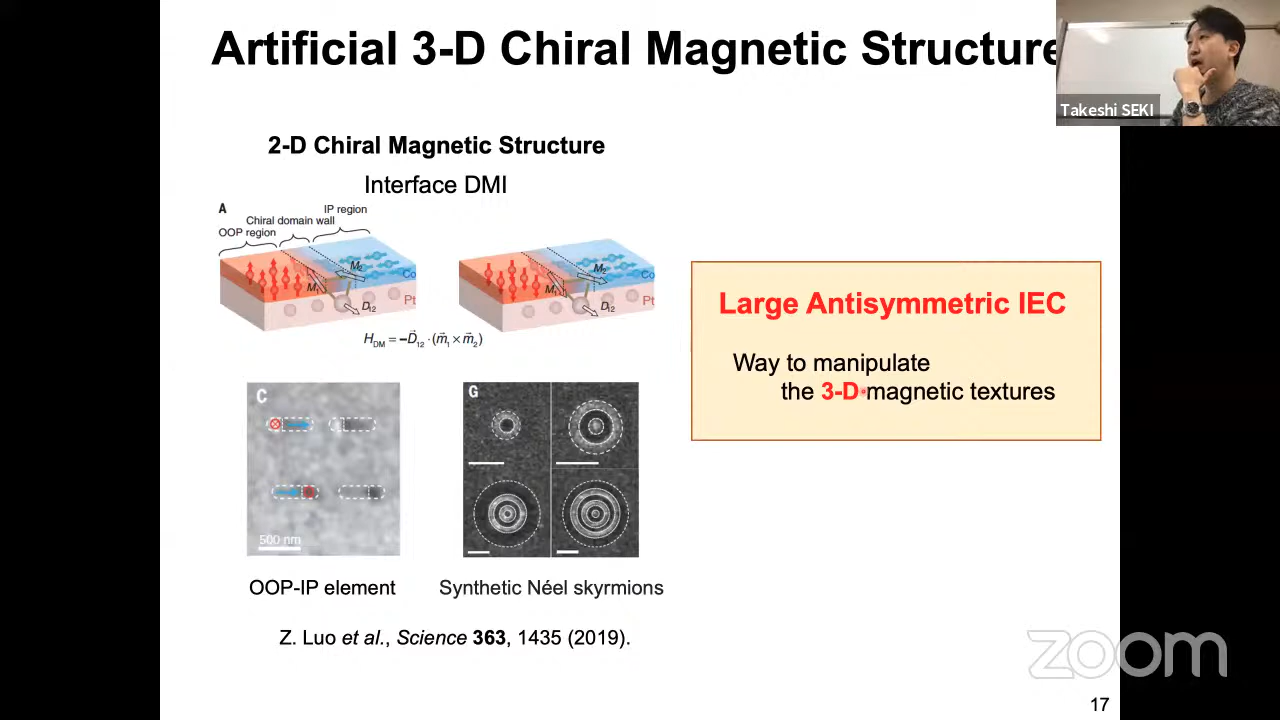 Artificial 3-D Chiral Magnetic Structure
Takeshi SEKI
2-D Chiral Magnetic Structure
Interface DMI
A
IP region
Chiral domain wall
OOP region
M1
M2
Co
Pt
D12
M1
M2
Co
Pt
D12
HDM = −D⃗12 · (m⃗1 × m⃗2)
Large Antisymmetric IEC
Way to manipulate
the 3-D magnetic textures
C
500 nm
G
OOP-IP element
Synthetic Néel skyrmions
Z. Luo et al., Science 363, 1435 (2019).
zoom
17